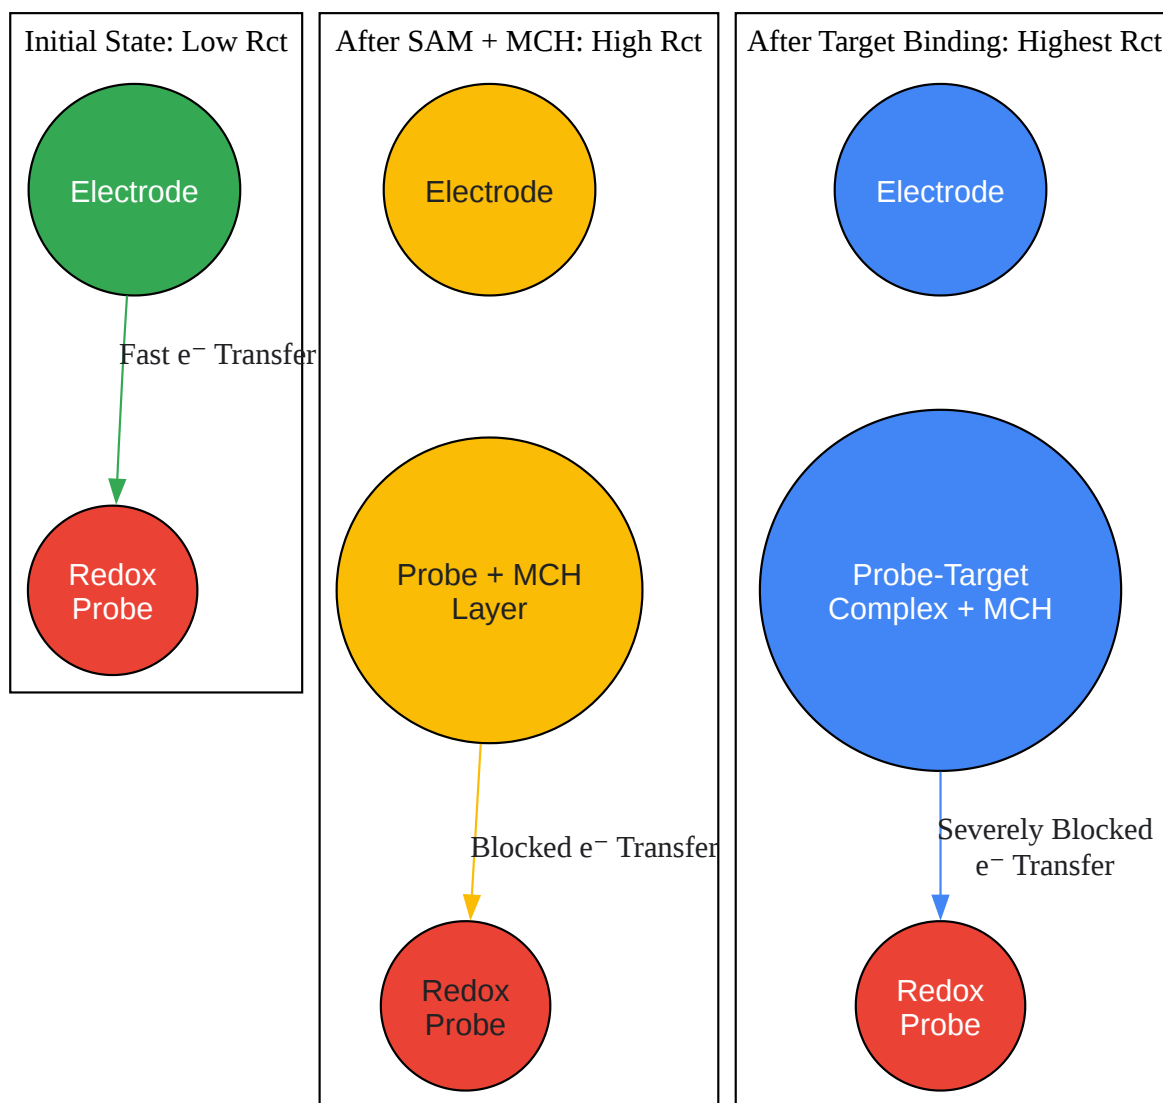 Initial State: Low Rct
Electrode
Fast e⁻ Transfer
Redox
Probe
After SAM + MCH: High Rct
Electrode
Probe + MCH
Layer
Blocked e⁻ Transfer
Redox
Probe
After Target Binding: Highest Rct
Electrode
Probe-Target
Complex + MCH
Severely Blocked
e⁻ Transfer
Redox
Probe